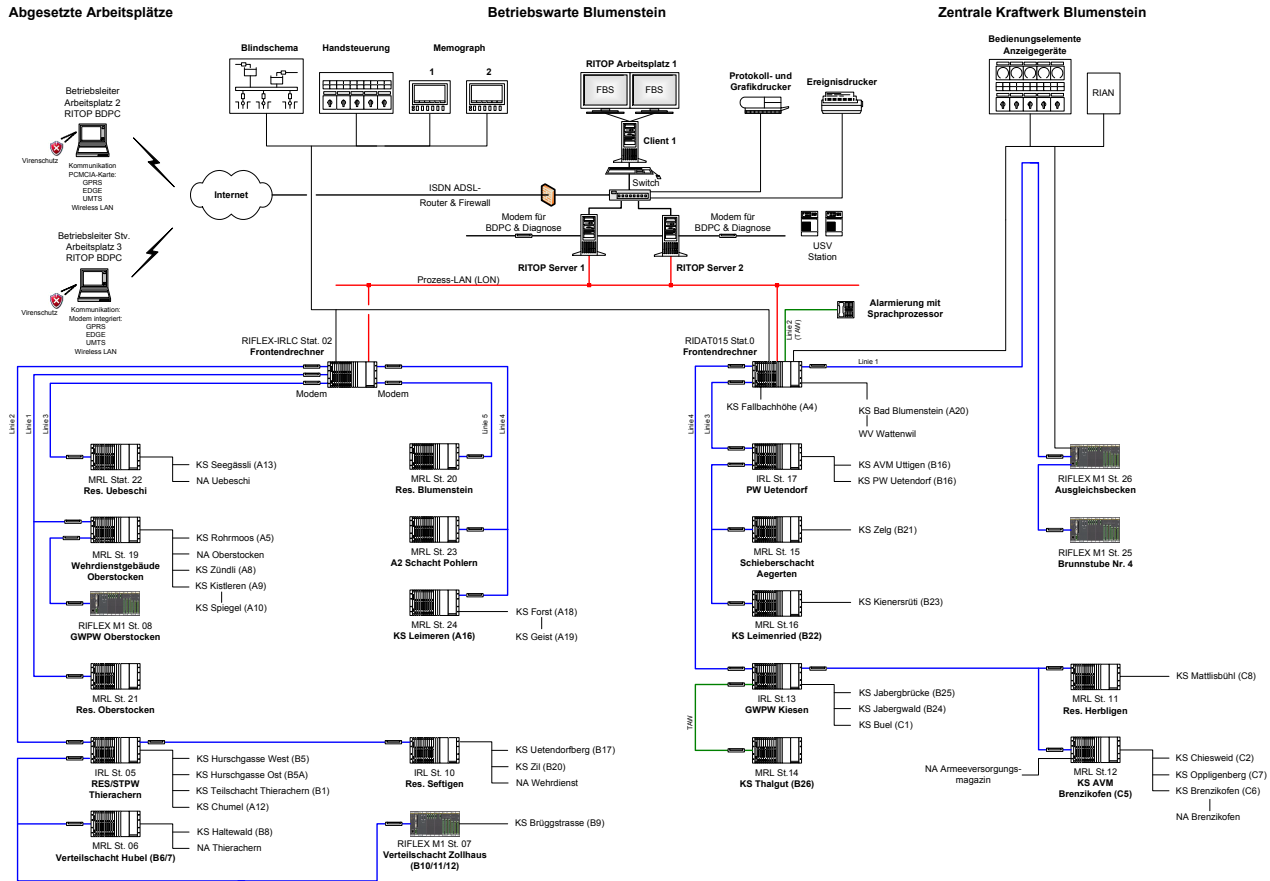 Abgesetzte Arbeitsplätze
Betriebswarte Blumenstein
Zentrale Kraftwerk Blumenstein
Blindschema
Handsteuerung
Memograph
1
2
RITOP Arbeitsplatz 1
FBS
FBS
Client 1
Switch
Protokoll- und
Grafikdrucker
Ereignisdrucker
Bedienungselemente
Anzeigegeräte
RIAN
Betriebsleiter
Arbeitsplatz 2
RITOP BDPC
Virenschutz
Kommunikation
PCMCIA-Karte:
GPRS
EDGE
UMTS
Wireless LAN
Internet
ISDN ADSL-
Router & Firewall
Modem für
BDPC & Diagnose
Modem für
BDPC & Diagnose
USV
Station
Betriebsleiter Stv.
Arbeitsplatz 3
RITOP BDPC
Virenschutz
Kommunikation:
Modem integriert:
GPRS
EDGE
UMTS
Wireless LAN
RITOP Server 1
RITOP Server 2
Prozess-LAN (LON)
Alarmierung mit
Sprachprozessor
Linie 2
(TAW)
RIFLEX-IRLC Stat. 02
Frontendrechner
Modem
Modem
RIDAT015 Stat.0
Frontendrechner
Linie 1
Linie 2
Linie 1
Linie 3
Linie 5
Linie 4
Linie 4
Linie 3
KS Fallbachhöhe (A4)
KS Bad Blumenstein (A20)
WV Wattenwil
MRL Stat. 22
Res. Uebeschi
KS Seegässli (A13)
NA Uebeschi
MRL St. 20
Res. Blumenstein
IRL St. 17
PW Uetendorf
KS AVM Uttigen (B16)
KS PW Uetendorf (B16)
RIFLEX M1 St. 26
Ausgleichsbecken
MRL St. 19
Wehrdienstgebäude
Oberstocken
KS Rohrmoos (A5)
NA Oberstocken
KS Zündli (A8)
KS Kistleren (A9)
KS Spiegel (A10)
MRL St. 23
A2 Schacht Pohlern
MRL St. 15
Schieberschacht
Aegerten
KS Zelg (B21)
RIFLEX M1 St. 25
Brunnstube Nr. 4
RIFLEX M1 St. 08
GWPW Oberstocken
MRL St. 24
KS Leimeren (A16)
KS Forst (A18)
KS Geist (A19)
MRL St.16
KS Leimenried (B22)
KS Kienersrüti (B23)
MRL St. 21
Res. Oberstocken
IRL St.13
GWPW Kiesen
KS Jabergbrücke (B25)
KS Jabergwald (B24)
KS Buel (C1)
MRL St. 11
Res. Herbligen
KS Mattlisbühl (C8)
TAW
IRL St. 05
RES/STPW
Thierachern
KS Hurschgasse West (B5)
KS Hurschgasse Ost (B5A)
KS Teilschacht Thierachern (B1)
KS Chumel (A12)
IRL St. 10
Res. Seftigen
KS Uetendorfberg (B17)
KS Zil (B20)
NA Wehrdienst
MRL St.14
KS Thalgut (B26)
NA Armeeversorgungs-
magazin
MRL St.12
KS AVM
Brenzikofen (C5)
KS Chiesweid (C2)
KS Oppligenberg (C7)
KS Brenzikofen (C6)
NA Brenzikofen
MRL St. 06
Verteilschacht Hubel (B6/7)
KS Haltewald (B8)
NA Thierachern
RIFLEX M1 St. 07
Verteilschacht Zollhaus
(B10/11/12)
KS Brüggstrasse (B9)